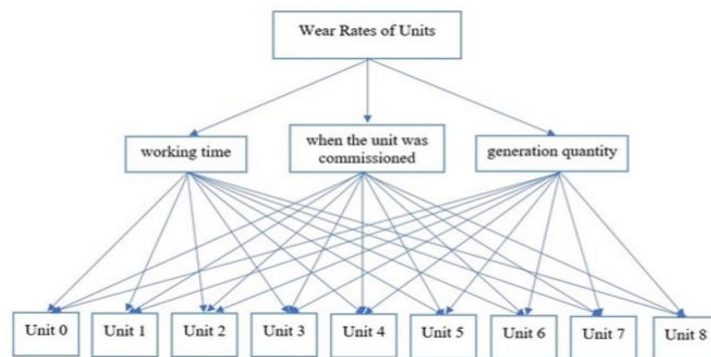 Wear Rates of Units
working time
when the unit was
commissioned
generation quantity
Unit 0
Unit 1
Unit 2
Unit 3
Unit 4
Unit 5
Unit 6
Unit 7
Unit 8